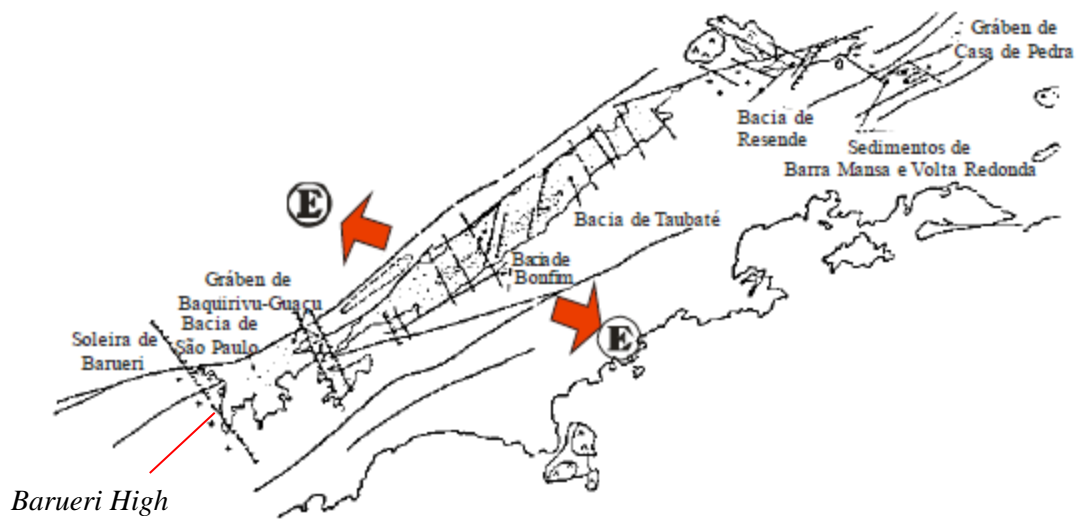 Gráben de
Casa de Pedra
Bacia de
Resende
Sedimentos de
Barra Mansa e Volta Redonda
E
Bacia de Taubaté
Bacia de
Bonfim
Gráben de
Baquirivu-Guaçu
Bacia de
São Paulo
Soleira de
Barueri
E
Barueri High